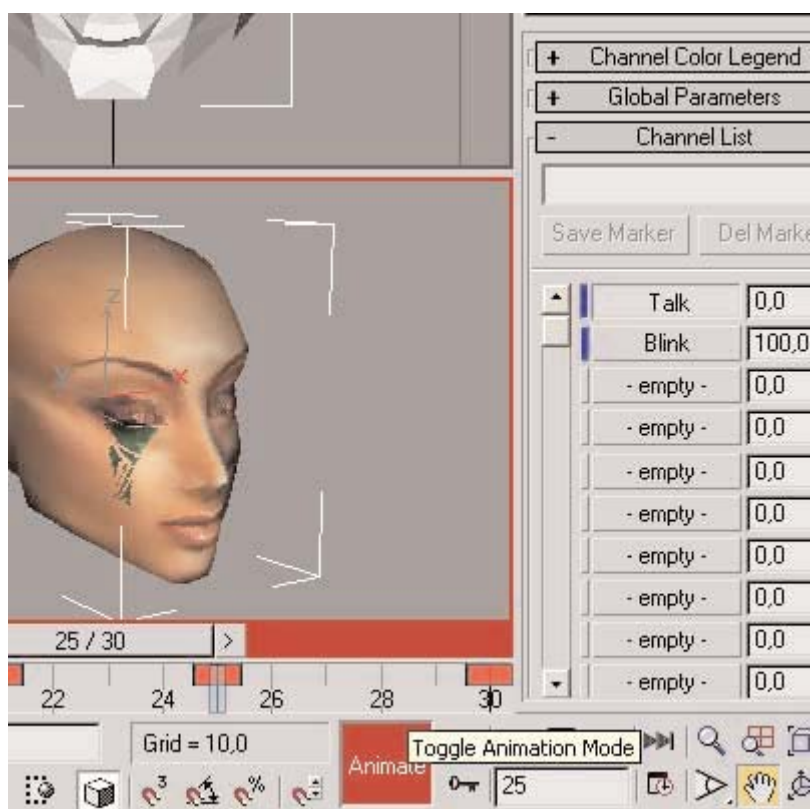 + Channel Color Legend
+ Global Parameters
- Channel List
Save Marker Del Marke
Talk 0,0
Blink 100,0
- empty - 0,0
- empty - 0,0
- empty - 0,0
- empty - 0,0
- empty - 0,0
- empty - 0,0
- empty - 0,0
- empty - 0,0
z
y x
25 / 30 >
22 24 26 28 30
Grid = 10,0
Animate
Toggle Animation Mode
3 % 25